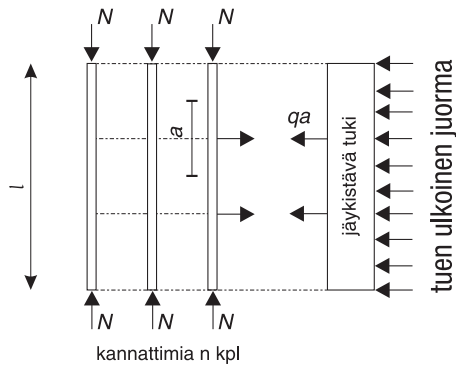 N N N
l
a
qa
jäykistävä tuki
tuen ulkoinen juorma
N N N
kannattimia n kpl